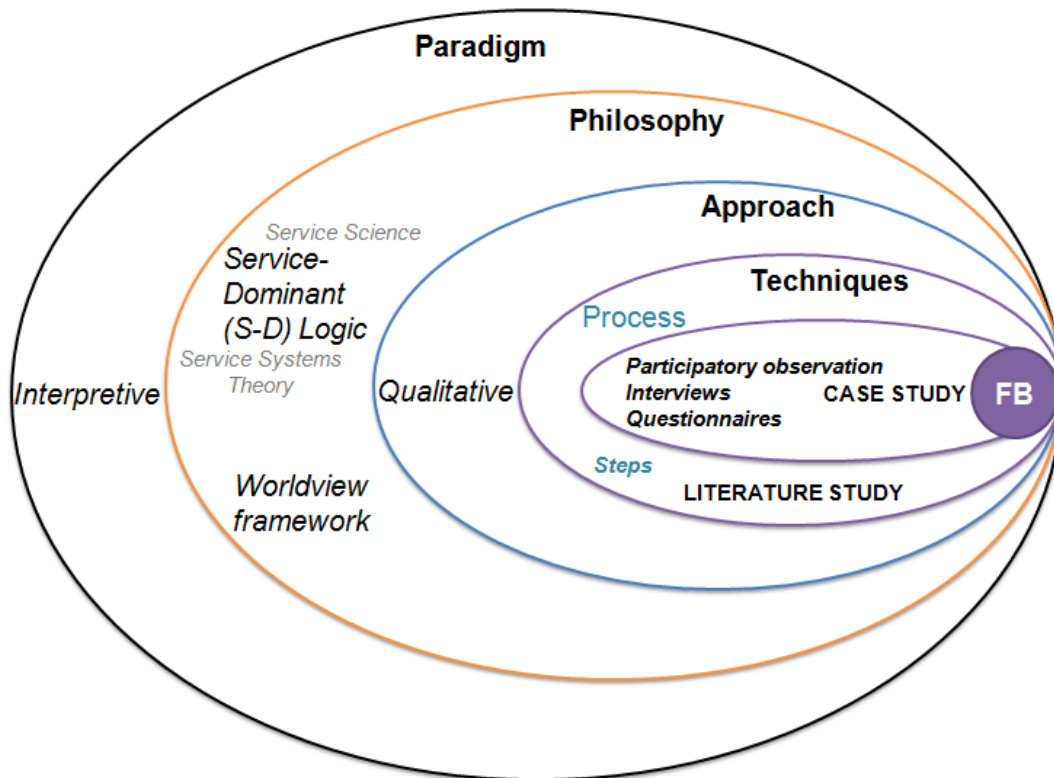 Paradigm
Philosophy
Approach
Service Science
Service-
Dominant
(S-D) Logic
Service Systems
Theory
Techniques
Process
Interpretive
Qualitative
Participatory observation
Interviews
Questionnaires
CASE STUDY
FB
Steps
LITERATURE STUDY
Worldview
framework